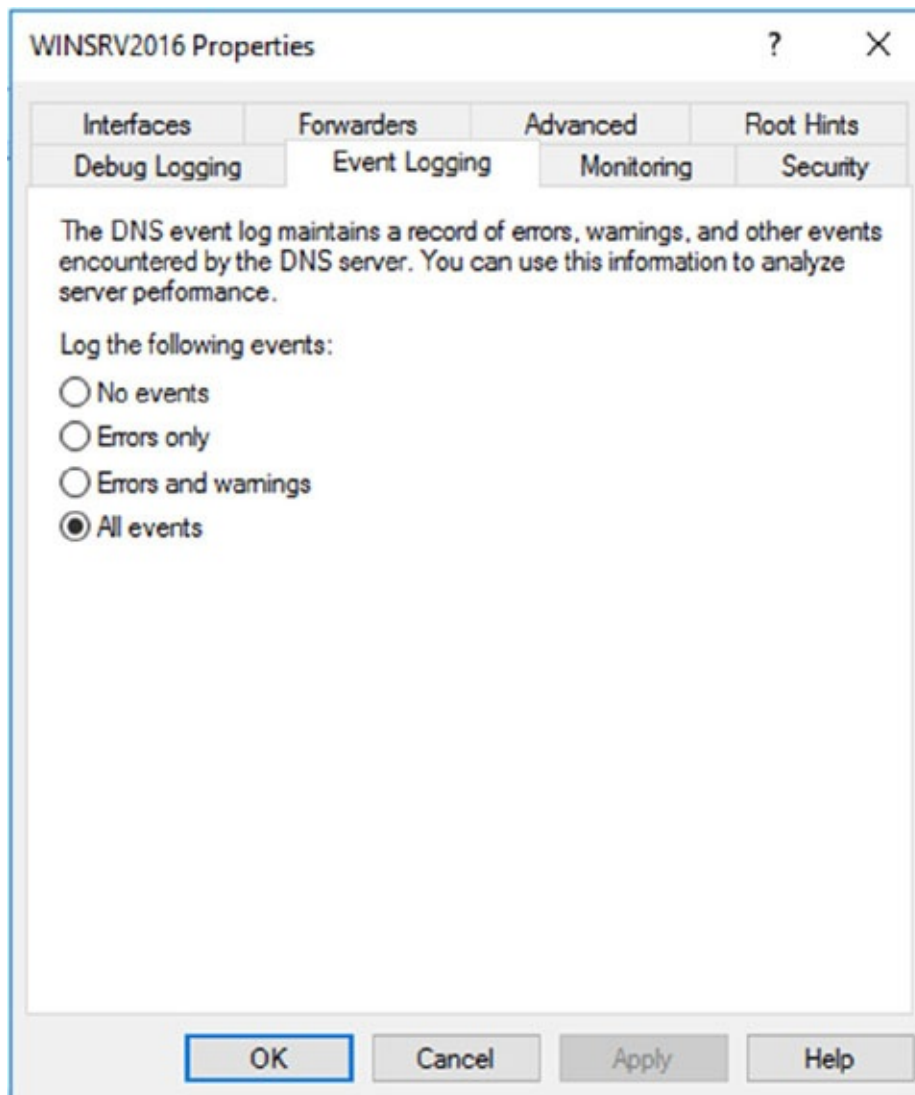 WINSRV2016 Properties ?
Interfaces Forwarders Advanced Root Hints
Debug Logging Event Logging Monitoring Security
The DNS event log maintains a record of errors, warnings, and other events
encountered by the DNS server. You can use this information to analyze
server performance.
Log the following events:
No events
Errors only
Errors and warnings
All events
OK Cancel Apply Help